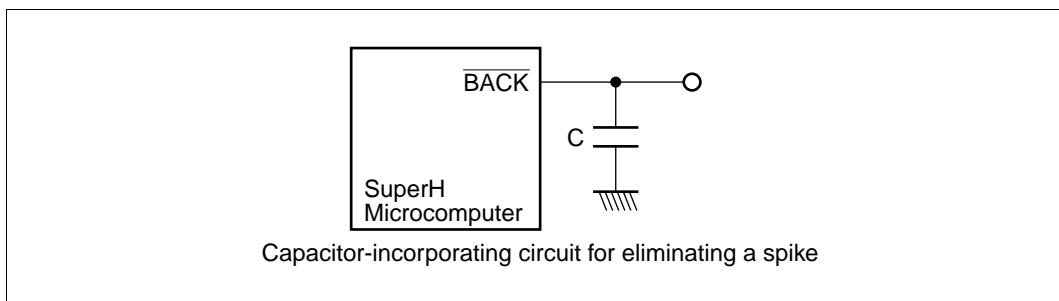 BACK
C
SuperH
Microcomputer
Capacitor-incorporating circuit for eliminating a spike